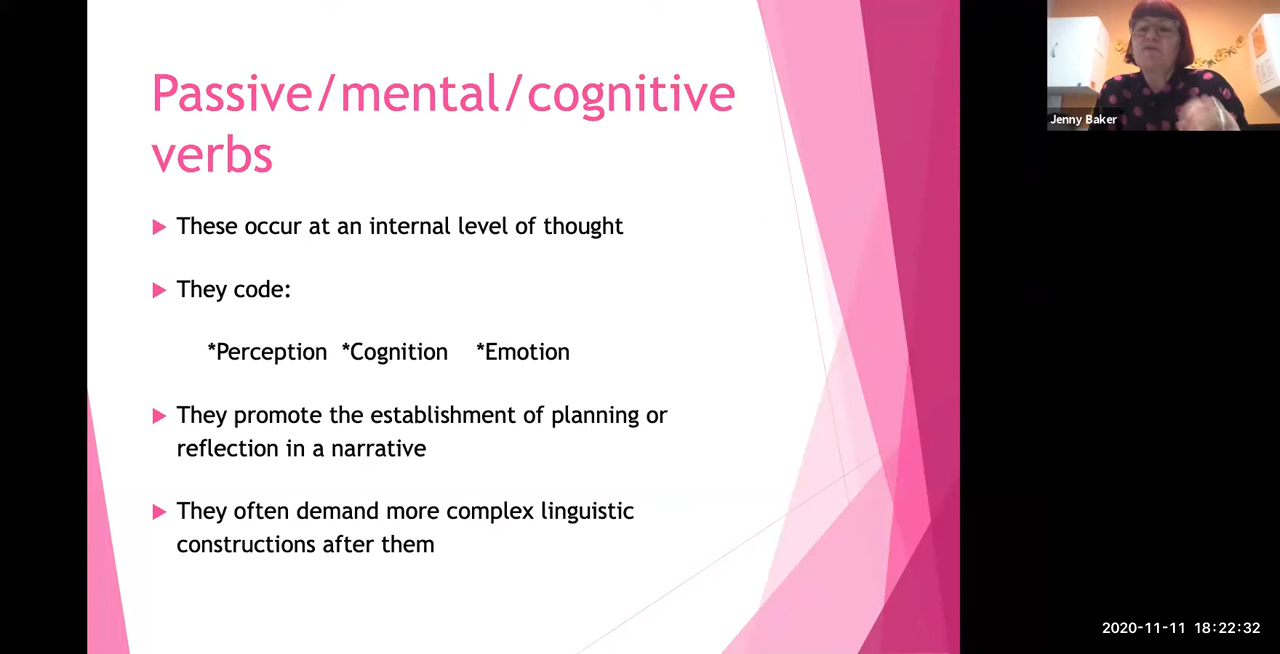 Passive/mental/cognitive
verbs
These occur at an internal level of thought
They code:
*Perception *Cognition *Emotion
They promote the establishment of planning or
reflection in a narrative
They often demand more complex linguistic
constructions after them
Jenny Baker
2020-11-11 18:22:32